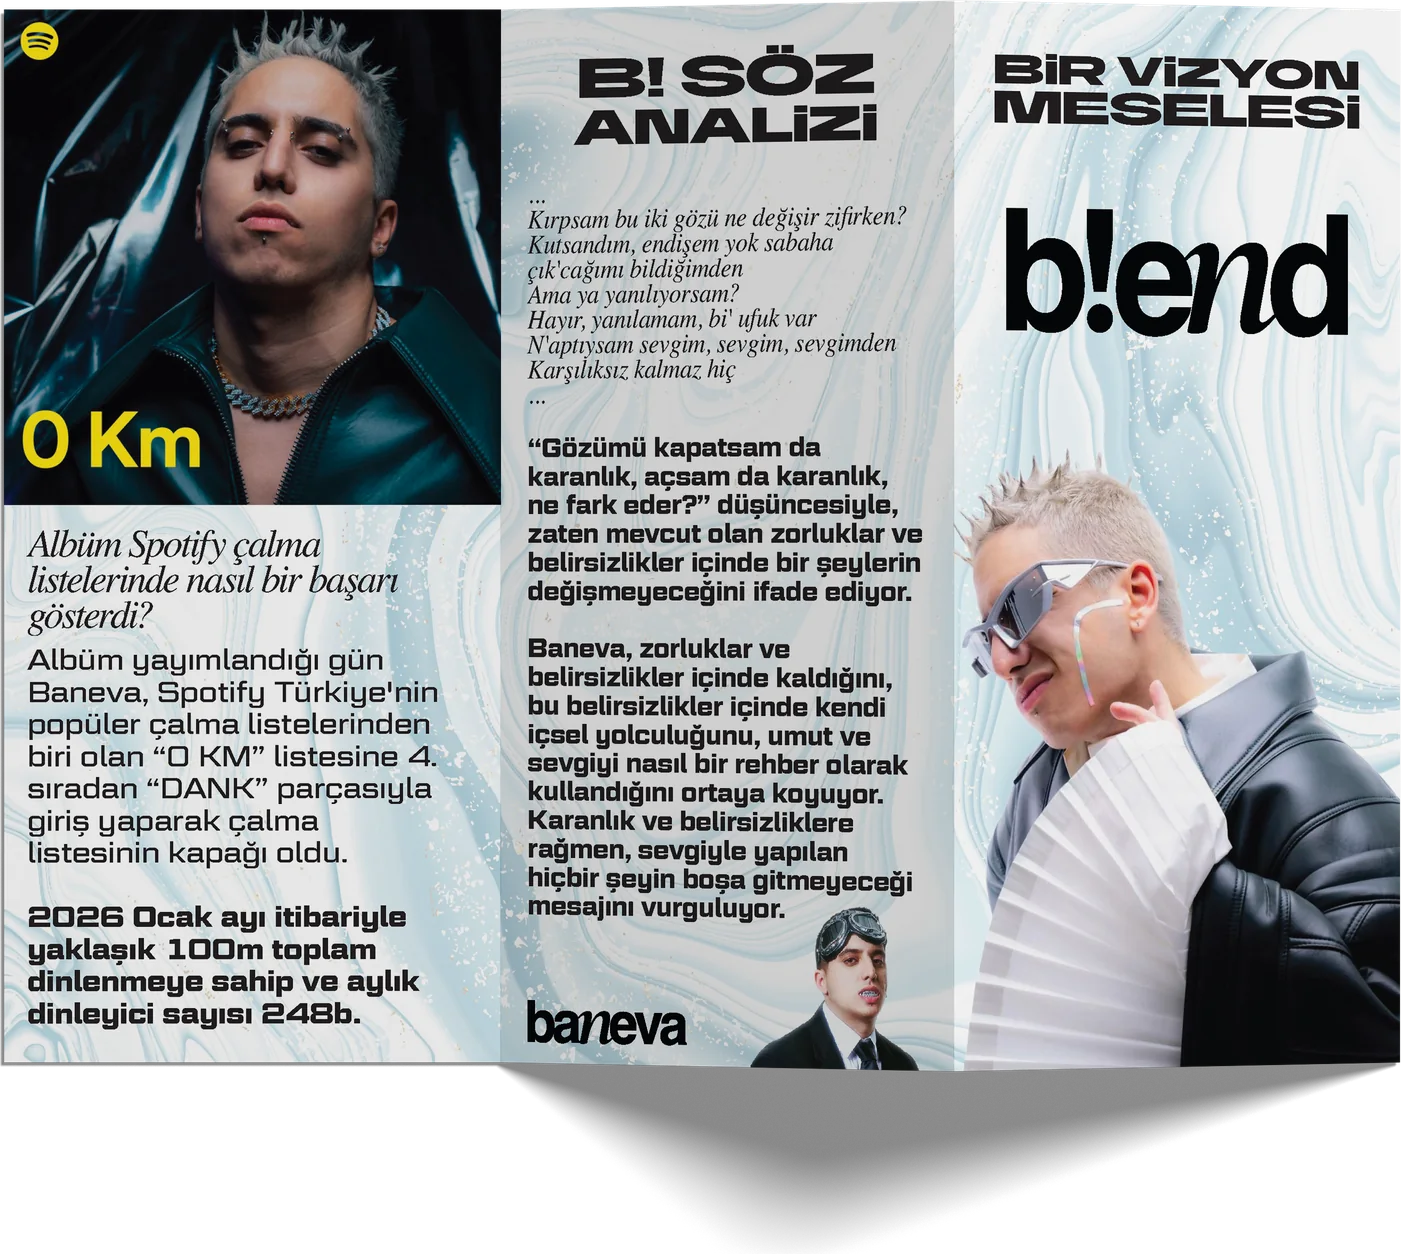 0 Km
Albüm Spotify çalma
listelerinde nasıl bir başarı
gösterdi?
Albüm yayımlandığı gün
Baneva, Spotify Türkiye'nin
popüler çalma listelerinden
biri olan “0 KM” listesine 4.
sıradan “DANK” parçasıyla
giriş yaparak çalma
listesinin kapağı oldu.
2026 Ocak ayı itibariyle
yaklaşık 100m toplam
dinlenmeye sahip ve aylık
dinleyici sayısı 248b.
B! SÖZ
ANALiZi
...
Kırpsam bu iki gözü ne değişir zifirken?
Kutsandım, endişem yok sabaha
çık'cağımı bildiğimden
Ama ya yanılıyorsam?
Hayır, yanılamam, bi' ufuk var
N'aptıysam sevgim, sevgim, sevgimden
Karşılıksız kalmaz hiç
...
“Gözümü kapatsam da
karanlık, açsam da karanlık,
ne fark eder?” düşüncesiyle,
zaten mevcut olan zorluklar ve
belirsizlikler içinde bir şeylerin
değişmeyeceğini ifade ediyor.
Baneva, zorluklar ve
belirsizlikler içinde kaldığını,
bu belirsizlikler içinde kendi
içsel yolculuğunu, umut ve
sevgiyi nasıl bir rehber olarak
kullandığını ortaya koyuyor.
Karanlık ve belirsizliklere
rağmen, sevgiyle yapılan
hiçbir şeyin boşa gitmeyeceği
mesajını vurguluyor.
baneva
BiR ViZYON
MESELESi
b!end